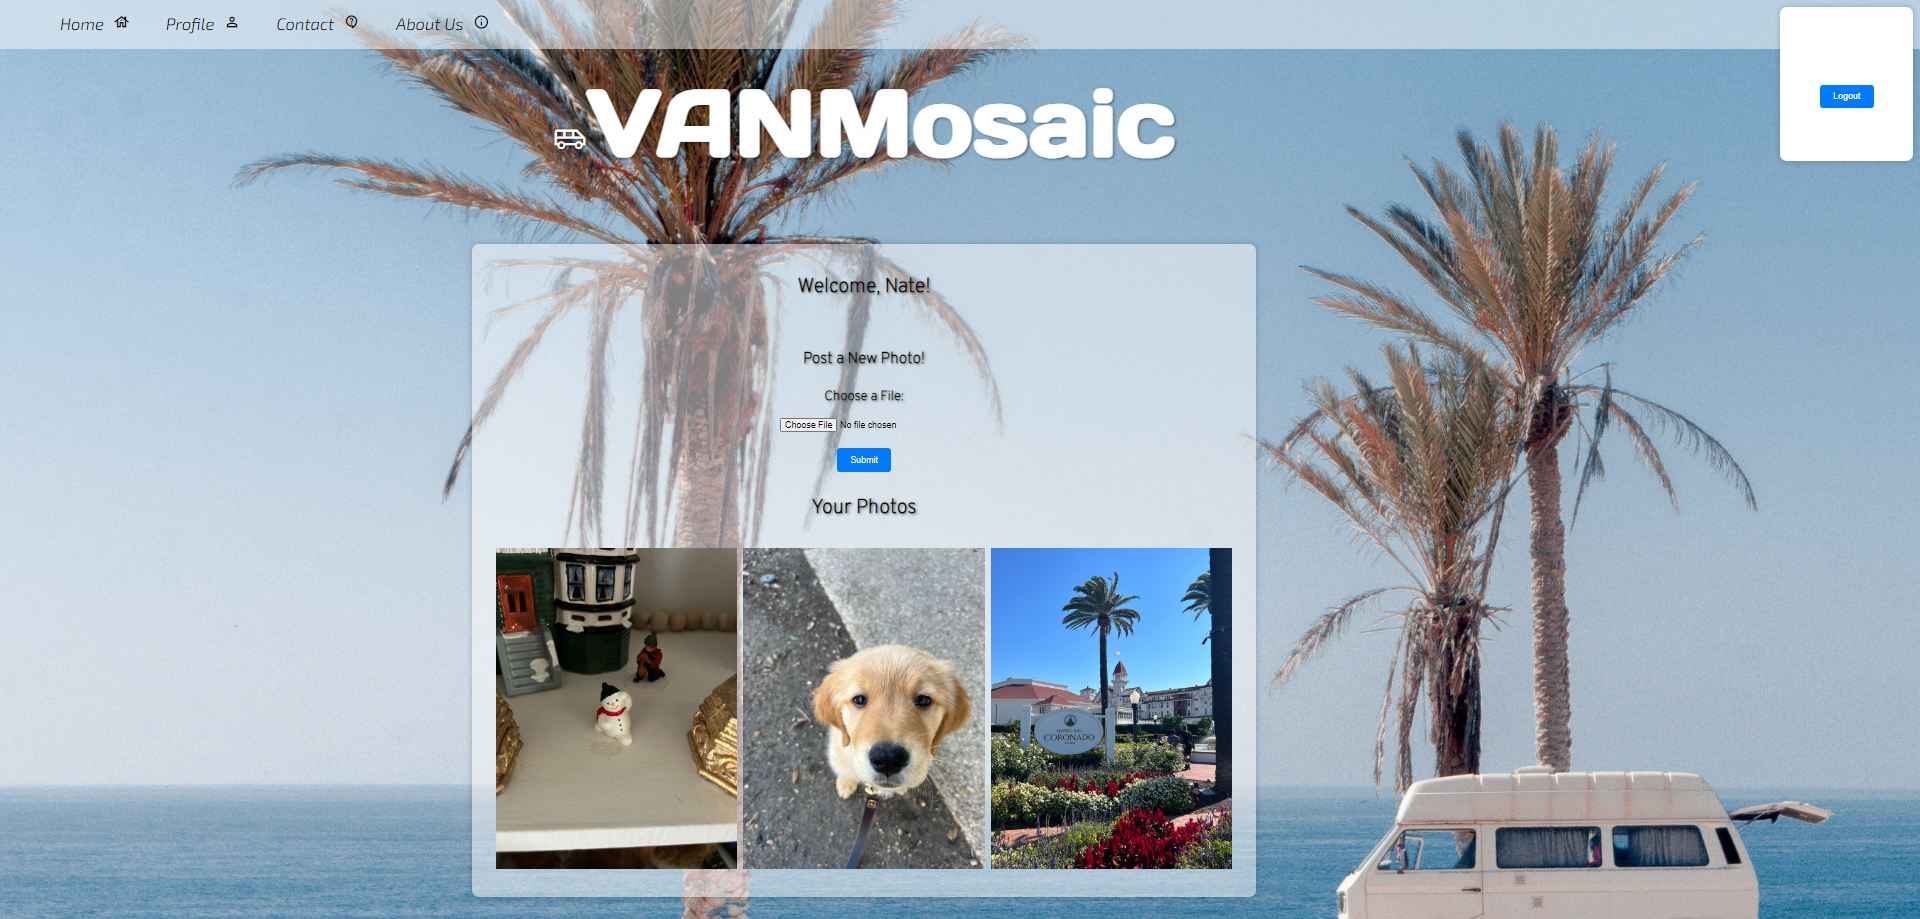 Home
Profile
Contact
About Us
Logout
VANMosaic
Welcome, Nate!
Post a New Photo!
Choose a File:
Choose File No file chosen
Submit
Your Photos
HOTEL DEL
CORONADO